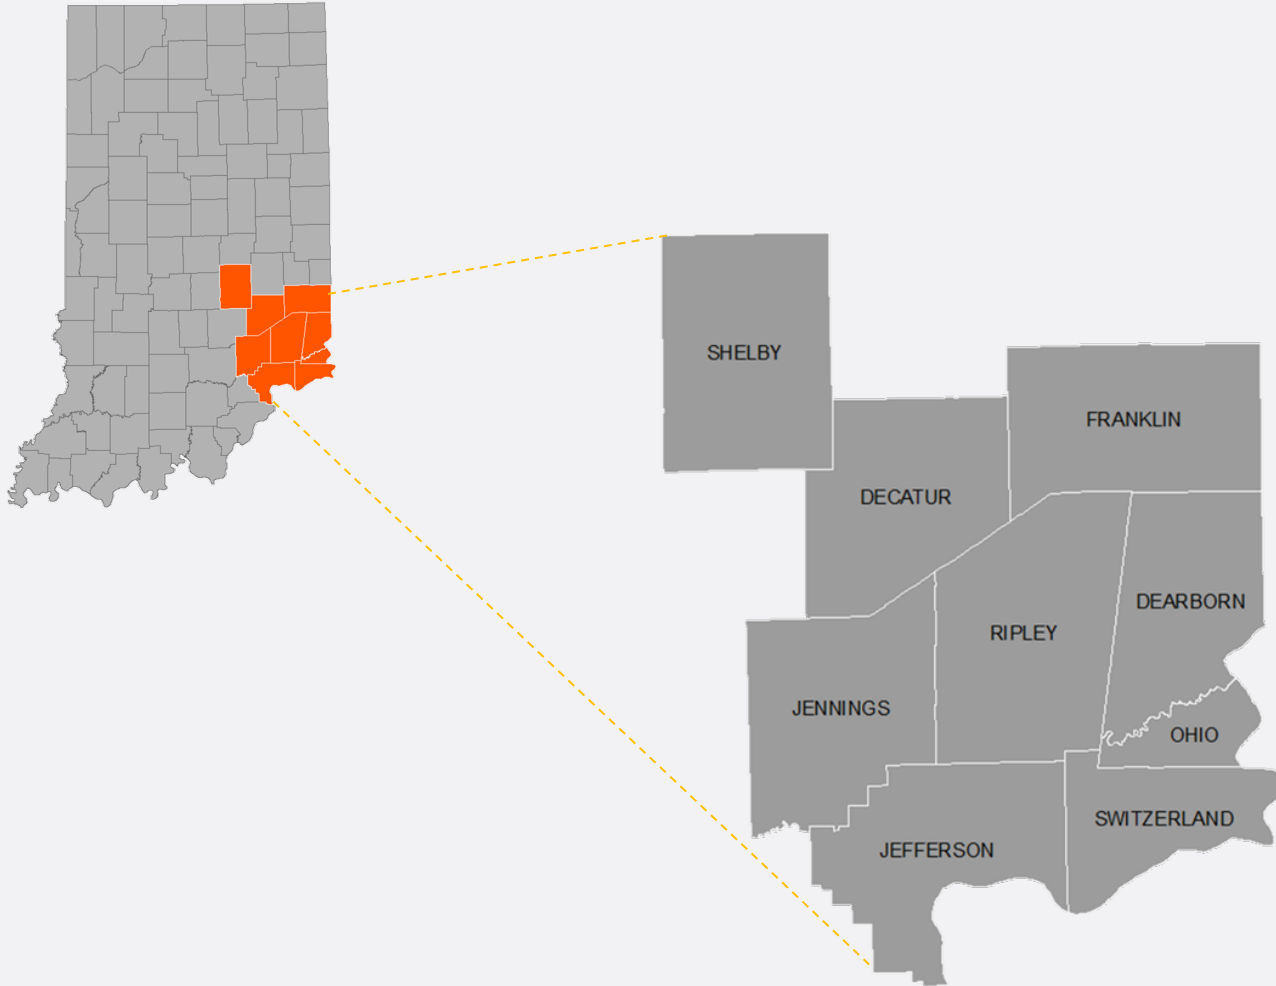 SHELBY
FRANKLIN
DECATUR
DEARBORN
RIPLEY
JENNINGS
OHIO
SWITZERLAND
JEFFERSON